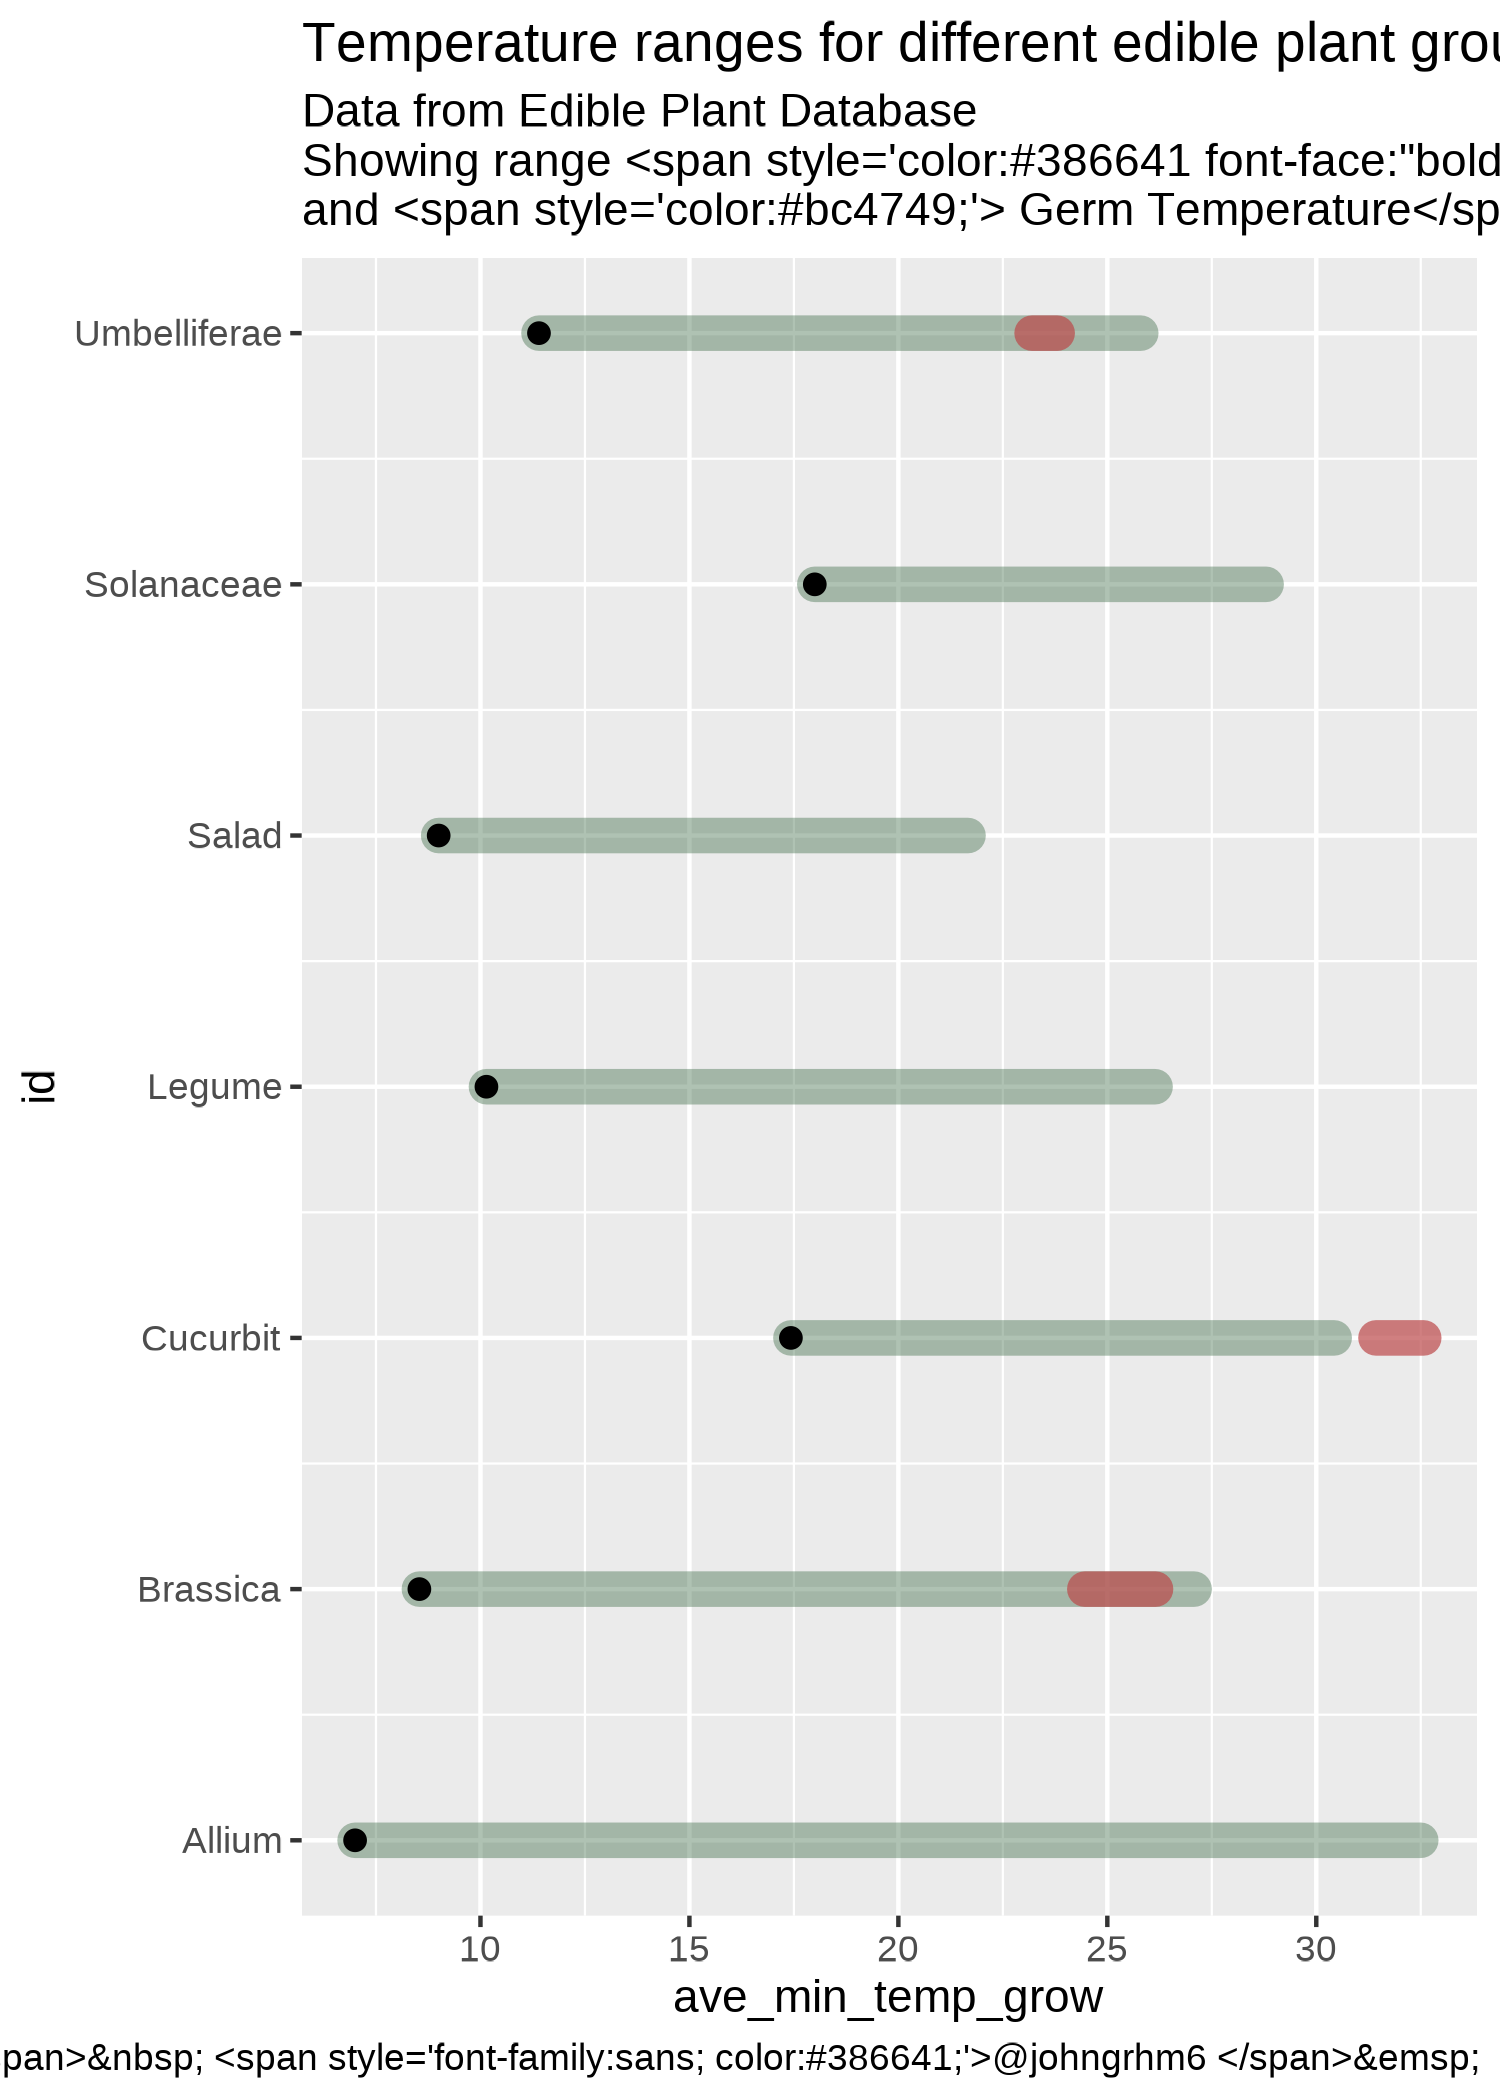 Temperature ranges for different edible plant grou
Data from Edible Plant Database
Showing range <span style='color:#386641 font-face:"bold
and <span style='color:#bc4749;'> Germ Temperature</sp
Umbelliferae
Solanaceae
Salad
Legume
Cucurbit
Brassica
Allium
id
10 15 20 25 30
ave_min_temp_grow
pan>&nbsp; <span style='font-family:sans; color:#386641;'>@johngrhm6 </span>&emsp;